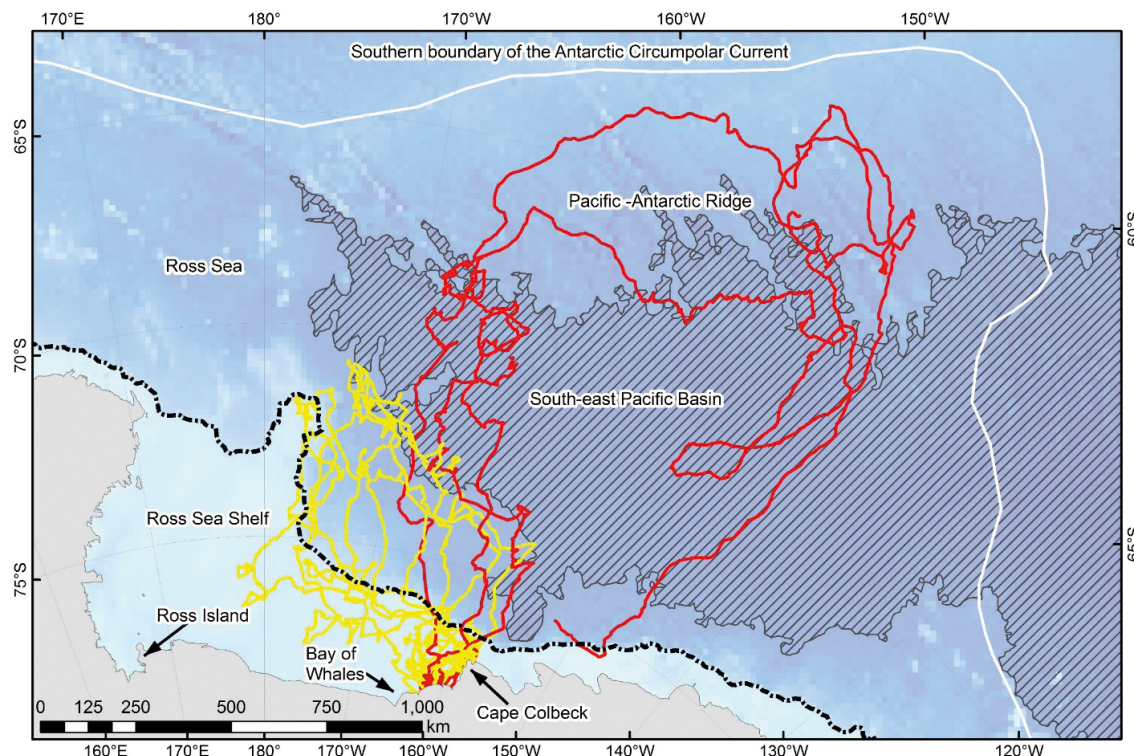 170°E 180° 170°W 160°W 150°W
Southern boundary of the Antarctic Circumpolar Current
65°S
Pacific -Antarctic Ridge
60°S
Ross Sea
70°S
South-east Pacific Basin
Ross Sea Shelf
65°S
75°S
Ross Island
Bay of
Whales
Cape Colbeck
0 125 250 500 750 1,000
km
160°E 170°E 180° 170°W 160°W 150°W 140°W 130°W 120°W